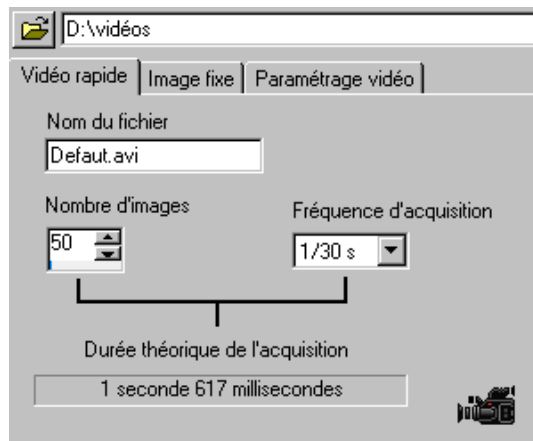 D:\vidéos
Vidéo rapide Image fixe Paramétrage vidéo
Nom du fichier
Defaut.avi
Nombre d'images Fréquence d'acquisition
50 1/30 s
Durée théorique de l'acquisition
1 seconde 617 millisecondes